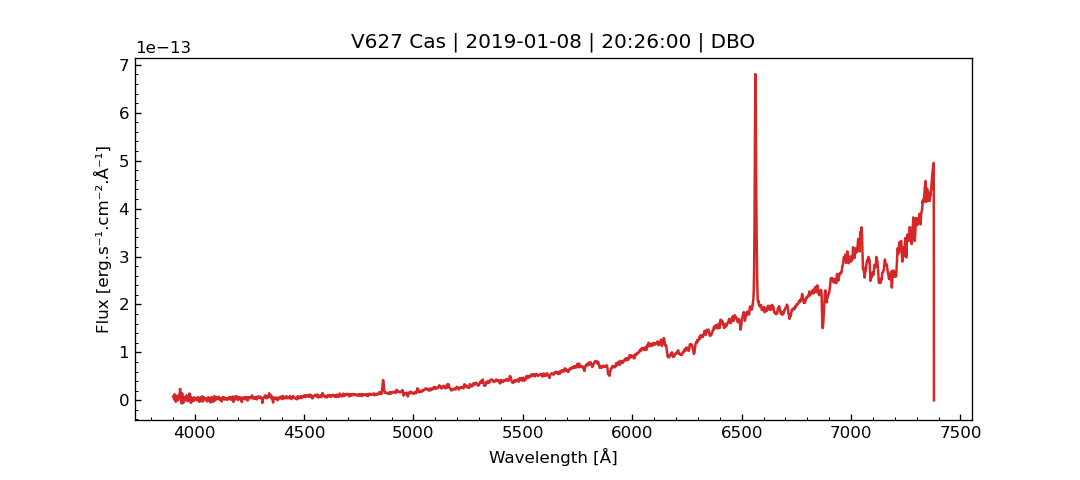 V627 Cas | 2019-01-08 | 20:26:00 | DBO
1e−13
7
6
5
4
3
2
1
0
Flux [erg.s⁻¹.cm⁻².Å⁻¹]
4000 4500 5000 5500 6000 6500 7000 7500
Wavelength [Å]